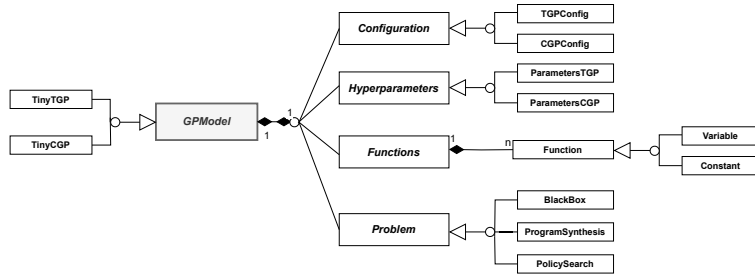 TinyTGP
TinyCGP
GPModel
1
1
Configuration
TGPConfig
CGPConfig
Hyperparameters
ParametersTGP
ParametersCGP
Functions
1
n
Function
Variable
Constant
Problem
BlackBox
ProgramSynthesis
PolicySearch